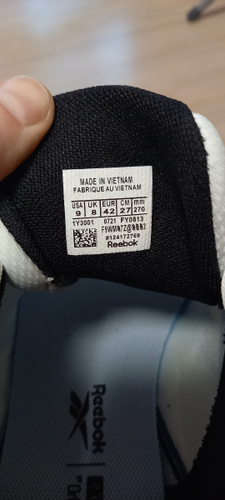 MADE IN VIETNAM
FABRIQUE AU VIETNAM
USA UK EUR CM mm
9 8 42 27 270
1Y3001 0721 FY0813
#124172769
Reebok
Reebok